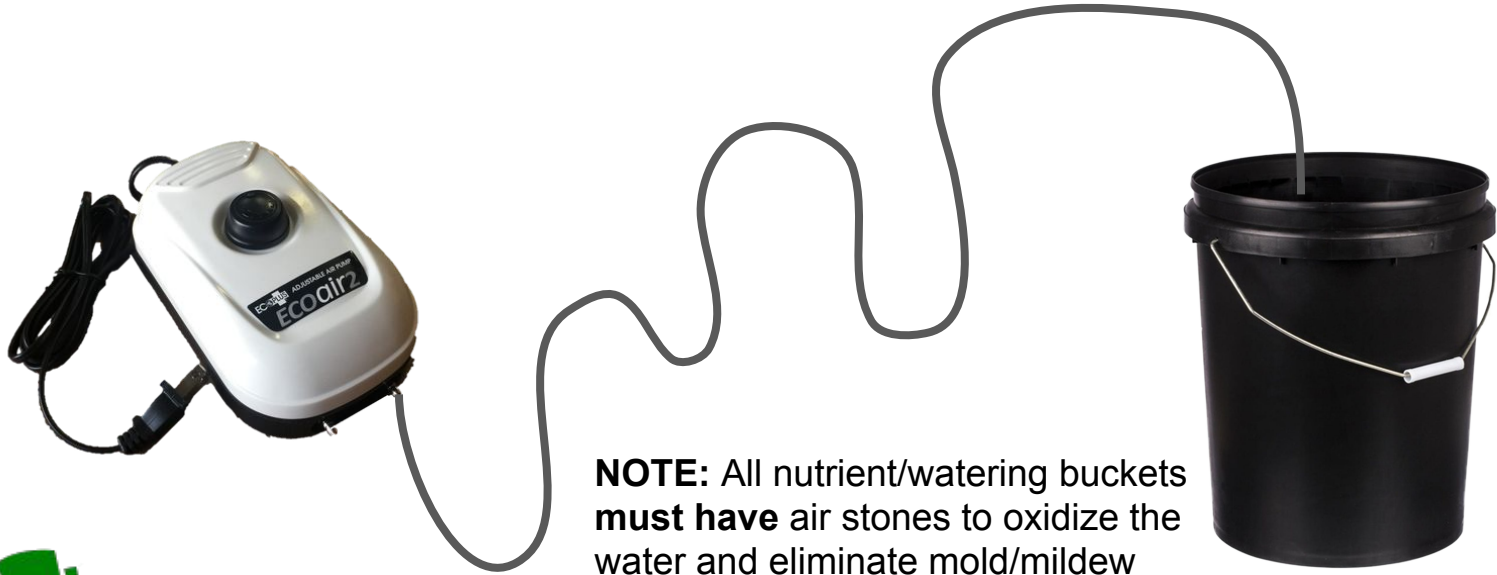 ECOPLUS ADJUSTABLE AIR PUMP
ECOair2
NOTE: All nutrient/watering buckets
must have air stones to oxidize the
water and eliminate mold/mildew